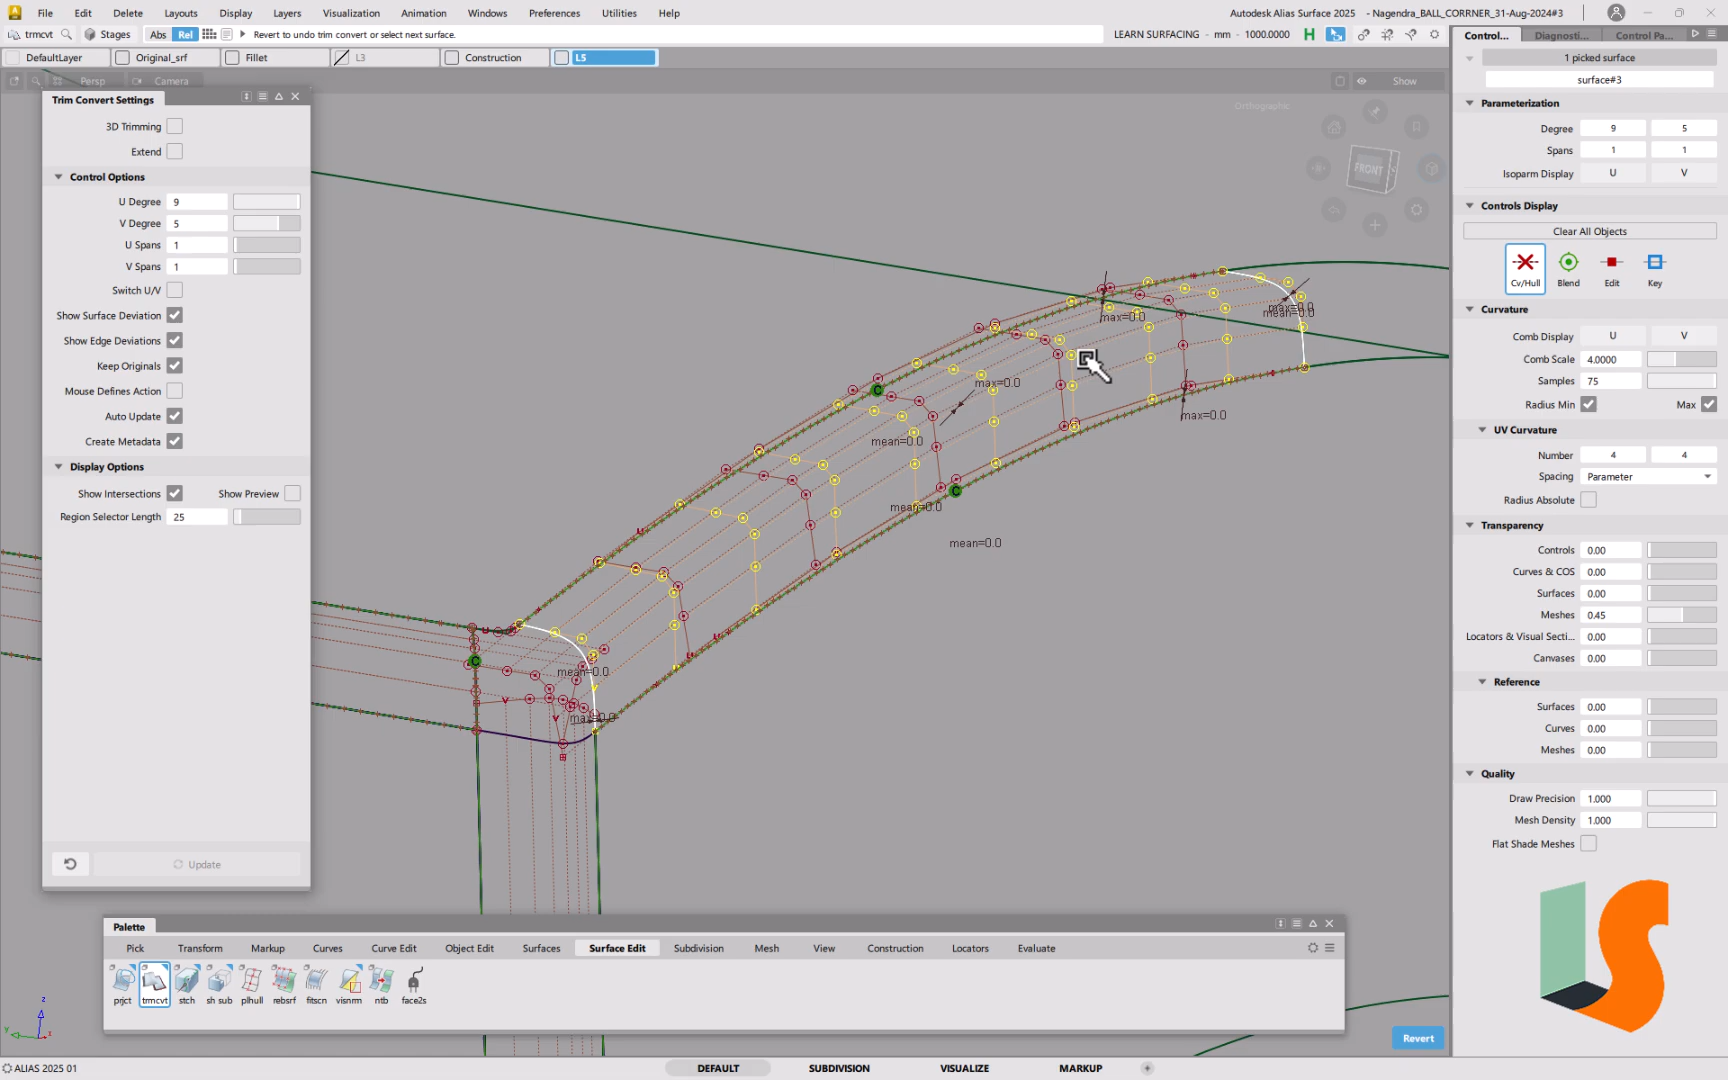 File Edit Delete Layouts Display Layers Visualization Animation Windows Preferences Utilities Help
Autodesk Alias Surface 2025 - Nagendra_BALL_CORRNER_31-Aug-2024#3
trmcvt Stages Abs Rel Revert to undo trim convert or select next surface.
LEARN SURFACING - mm - 1000.0000 H
DefaultLayer Original_srf Fillet L3 Construction L5
Persp Camera Show
Trim Convert Settings
3D Trimming
Extend
Control Options
U Degree 9
V Degree 5
U Spans 1
V Spans 1
Switch U/V
Show Surface Deviation
Show Edge Deviations
Keep Originals
Mouse Defines Action
Auto Update
Create Metadata
Display Options
Show Intersections Show Preview
Region Selector Length 25
Update
Orthographic
FRONT
max=0.0
mean=0.0
max=0.0
max=0.0
max=0.0
mean=0.0
mean=0.0
mean=0.0
mean=0.0
max=0.0
C
C
C
Control... Diagnosti... Control Pa...
1 picked surface
surface#3
Parameterization
Degree 9 5
Spans 1 1
Isoparm Display U V
Controls Display
Clear All Objects
Cv/Hull Blend Edit Key
Curvature
Comb Display U V
Comb Scale 4.0000
Samples 75
Radius Min Max
UV Curvature
Number 4 4
Spacing Parameter
Radius Absolute
Transparency
Controls 0.00
Curves & COS 0.00
Surfaces 0.00
Meshes 0.45
Locators & Visual Secti... 0.00
Canvases 0.00
Reference
Surfaces 0.00
Curves 0.00
Meshes 0.00
Quality
Draw Precision 1.000
Mesh Density 1.000
Flat Shade Meshes
Palette
Pick Transform Markup Curves Curve Edit Object Edit Surfaces Surface Edit Subdivision Mesh View Construction Locators Evaluate
prjct trmcvt stch sh sub plhull rebsrf fitscn visnrm ntb face2s
z
y
x
Revert
ALIAS 2025 01
DEFAULT SUBDIVISION VISUALIZE MARKUP +